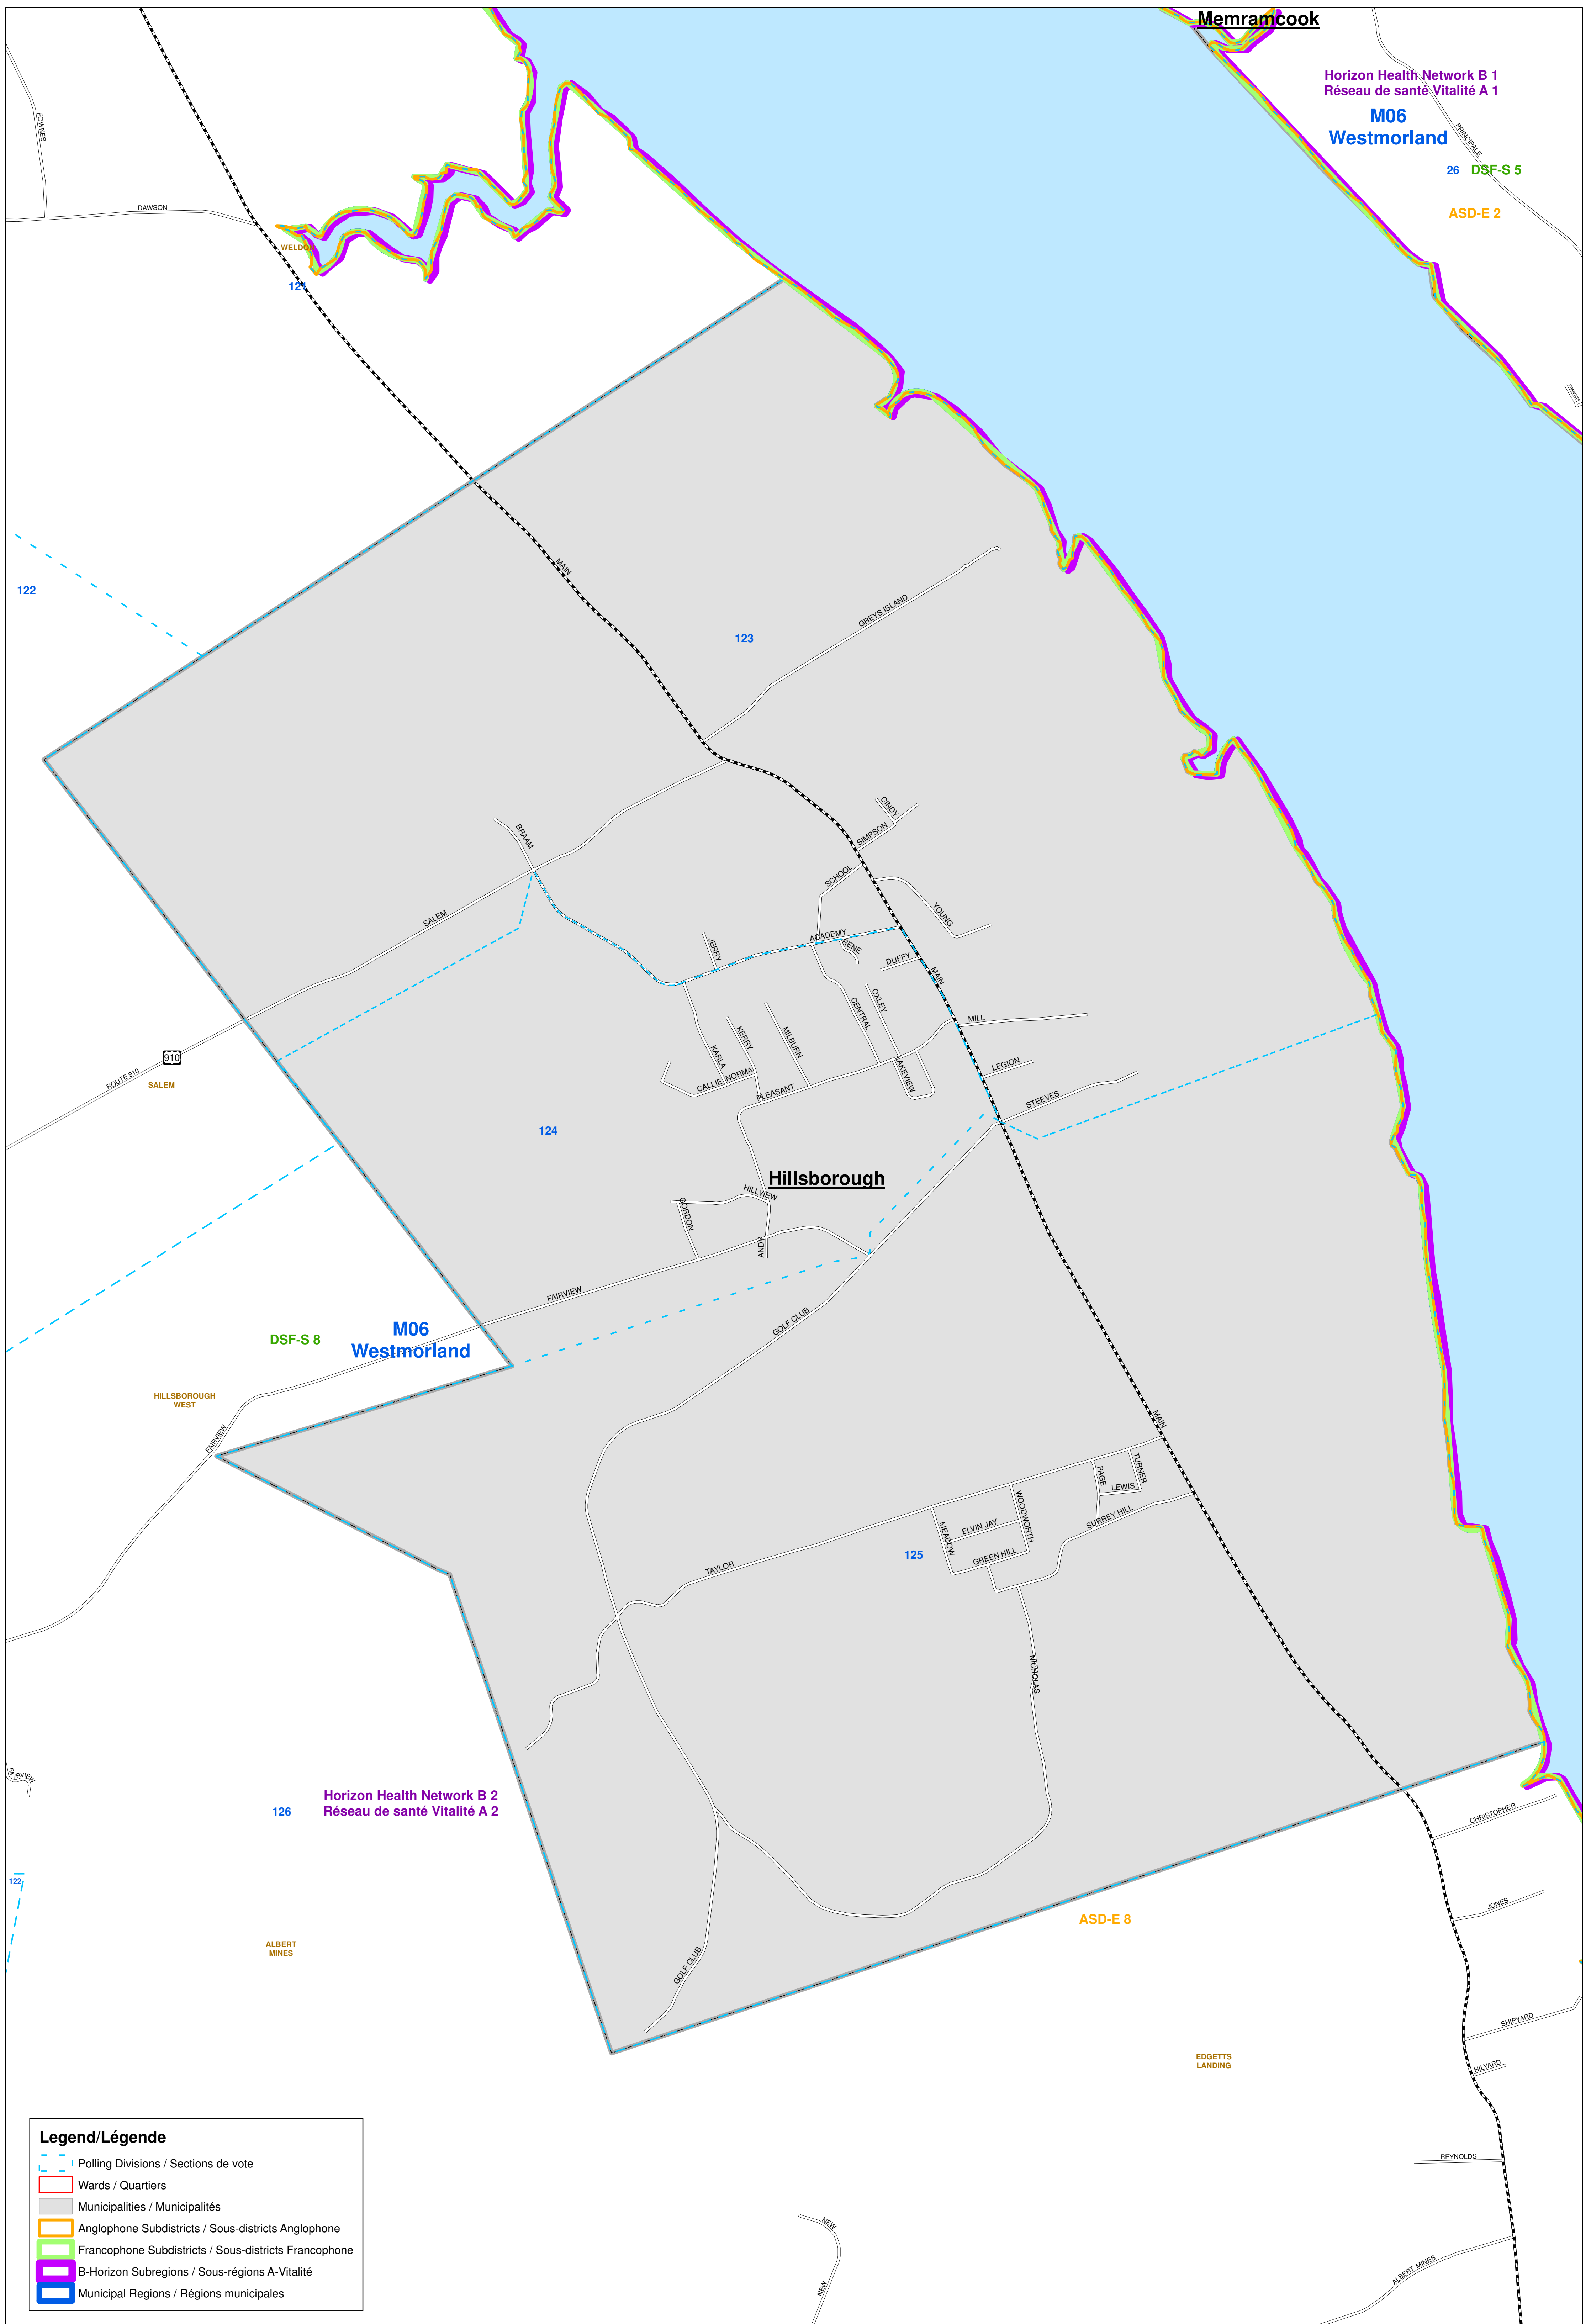 Memramcook
Horizon Health Network B 1
Réseau de santé Vitalité A 1
M06
Westmorland
PRINCIPALE
26
DSF-S 5
ASD-E 2
FOWNES
DAWSON
121
122
MAIN
123
GREYS ISLAND
CINDY
SIMPSON
SCHOOL
BRAAM
SALEM
YOUNG
ACADEMY
RENE
JERRY
DUFFY
MAIN
OXLEY
CENTRAL
MILL
KERRY
MILBURN
KARLA
LEGION
LAKEVIEW
CALLIE
NORMA
PLEASANT
STEEVES
910
ROUTE 910
SALEM
124
Hillsborough
HILLVIEW
GORDON
ANDY
FAIRVIEW
GOLF CLUB
DSF-S 8
M06
Westmorland
HILLSBOROUGH
WEST
FAIRVIEW
MAIN
TURNER
PAGE
LEWIS
WOODWORTH
SURREY HILL
MEADOW
ELVIN JAY
GREEN HILL
125
TAYLOR
NICHOLAS
FAIRVIEW
Horizon Health Network B 2
Réseau de santé Vitalité A 2
126
122
CHRISTOPHER
JONES
ASD-E 8
ALBERT
MINES
GOLF CLUB
SHIPYARD
EDGETTS
LANDING
HILYARD
REYNOLDS
NEW
NEW
ALBERT MINES
Legend/Légende
Polling Divisions / Sections de vote
Wards / Quartiers
Municipalities / Municipalités
Anglophone Subdistricts / Sous-districts Anglophone
Francophone Subdistricts / Sous-districts Francophone
B-Horizon Subregions / Sous-régions A-Vitalité
Municipal Regions / Régions municipales